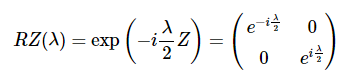 RZ(λ) = exp(−i λ/2 Z) = ( e^{−i λ/2} 0
0 e^{i λ/2} )